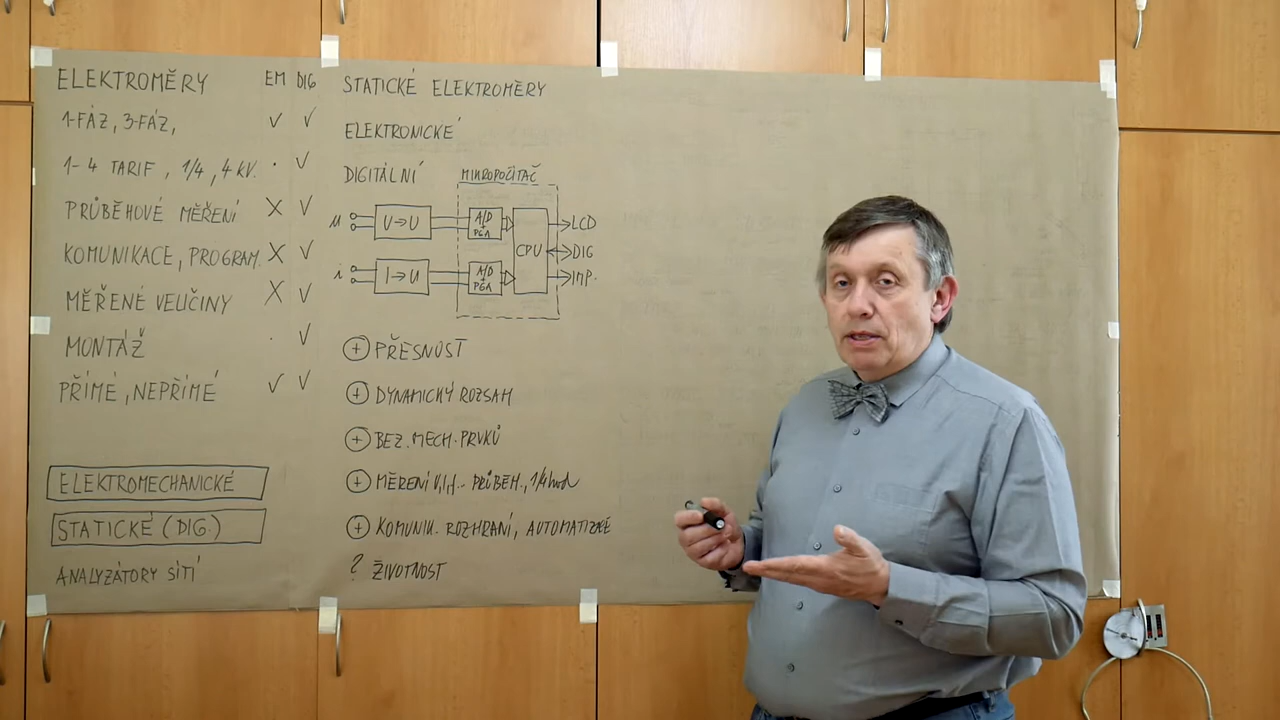 ELEKTROMĚRY EM DIG
1-FÁZ, 3-FÁZ, ✓ ✓
1-4 TARIF, 1/4, 4 KV. · ✓
PRŮBĚHOVÉ MĚŘENÍ X ✓
KOMUNIKACE, PROGRAM. X ✓
MĚŘENÉ VELIČINY X ✓
MONTÁŽ · ✓
PŘÍMÉ, NEPŘÍMÉ ✓ ✓
ELEKTROMECHANICKÉ
STATICKÉ (DIG.)
ANALYZÁTORY SÍTÍ
STATICKÉ ELEKTROMĚRY
ELEKTRONICKÉ
DIGITÁLNÍ
MIKROPOČÍTAČ
u U→U A/D + PGA CPU LCD
DIG
i I→U A/D + PGA IMP.
+ PŘESNOST
+ DYNAMICKÝ ROZSAH
+ BEZ. MECH. PRVKŮ
+ MĚŘENÍ PRŮBĚH., 1/4hod
+ KOMUNIK. ROZHRANÍ,
? ŽIVOTNOST